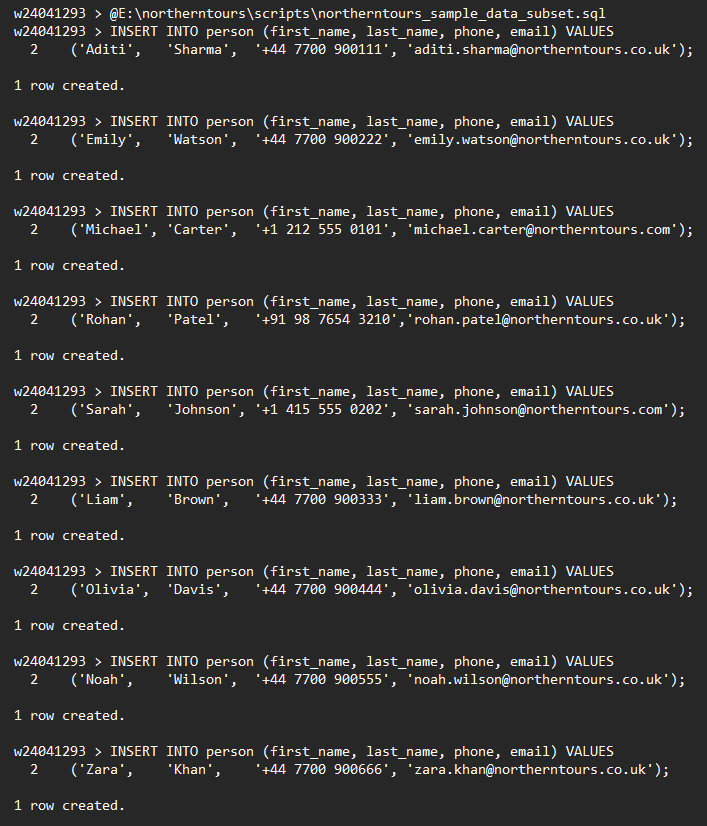 w24041293 > @E:\northerntours\scripts\northerntours_sample_data_subset.sql
w24041293 > INSERT INTO person (first_name, last_name, phone, email) VALUES
  2    ('Aditi',   'Sharma', '+44 7700 900111', 'aditi.sharma@northerntours.co.uk');

1 row created.

w24041293 > INSERT INTO person (first_name, last_name, phone, email) VALUES
  2    ('Emily',   'Watson',  '+44 7700 900222', 'emily.watson@northerntours.co.uk');

1 row created.

w24041293 > INSERT INTO person (first_name, last_name, phone, email) VALUES
  2    ('Michael', 'Carter',  '+1 212 555 0101', 'michael.carter@northerntours.com');

1 row created.

w24041293 > INSERT INTO person (first_name, last_name, phone, email) VALUES
  2    ('Rohan',   'Patel',   '+91 98 7654 3210','rohan.patel@northerntours.co.uk');

1 row created.

w24041293 > INSERT INTO person (first_name, last_name, phone, email) VALUES
  2    ('Sarah',   'Johnson', '+1 415 555 0202', 'sarah.johnson@northerntours.com');

1 row created.

w24041293 > INSERT INTO person (first_name, last_name, phone, email) VALUES
  2    ('Liam',    'Brown',   '+44 7700 900333', 'liam.brown@northerntours.co.uk');

1 row created.

w24041293 > INSERT INTO person (first_name, last_name, phone, email) VALUES
  2    ('Olivia',  'Davis',   '+44 7700 900444', 'olivia.davis@northerntours.co.uk');

1 row created.

w24041293 > INSERT INTO person (first_name, last_name, phone, email) VALUES
  2    ('Noah',    'Wilson',  '+44 7700 900555', 'noah.wilson@northerntours.co.uk');

1 row created.

w24041293 > INSERT INTO person (first_name, last_name, phone, email) VALUES
  2    ('Zara',    'Khan',    '+44 7700 900666', 'zara.khan@northerntours.co.uk');

1 row created.